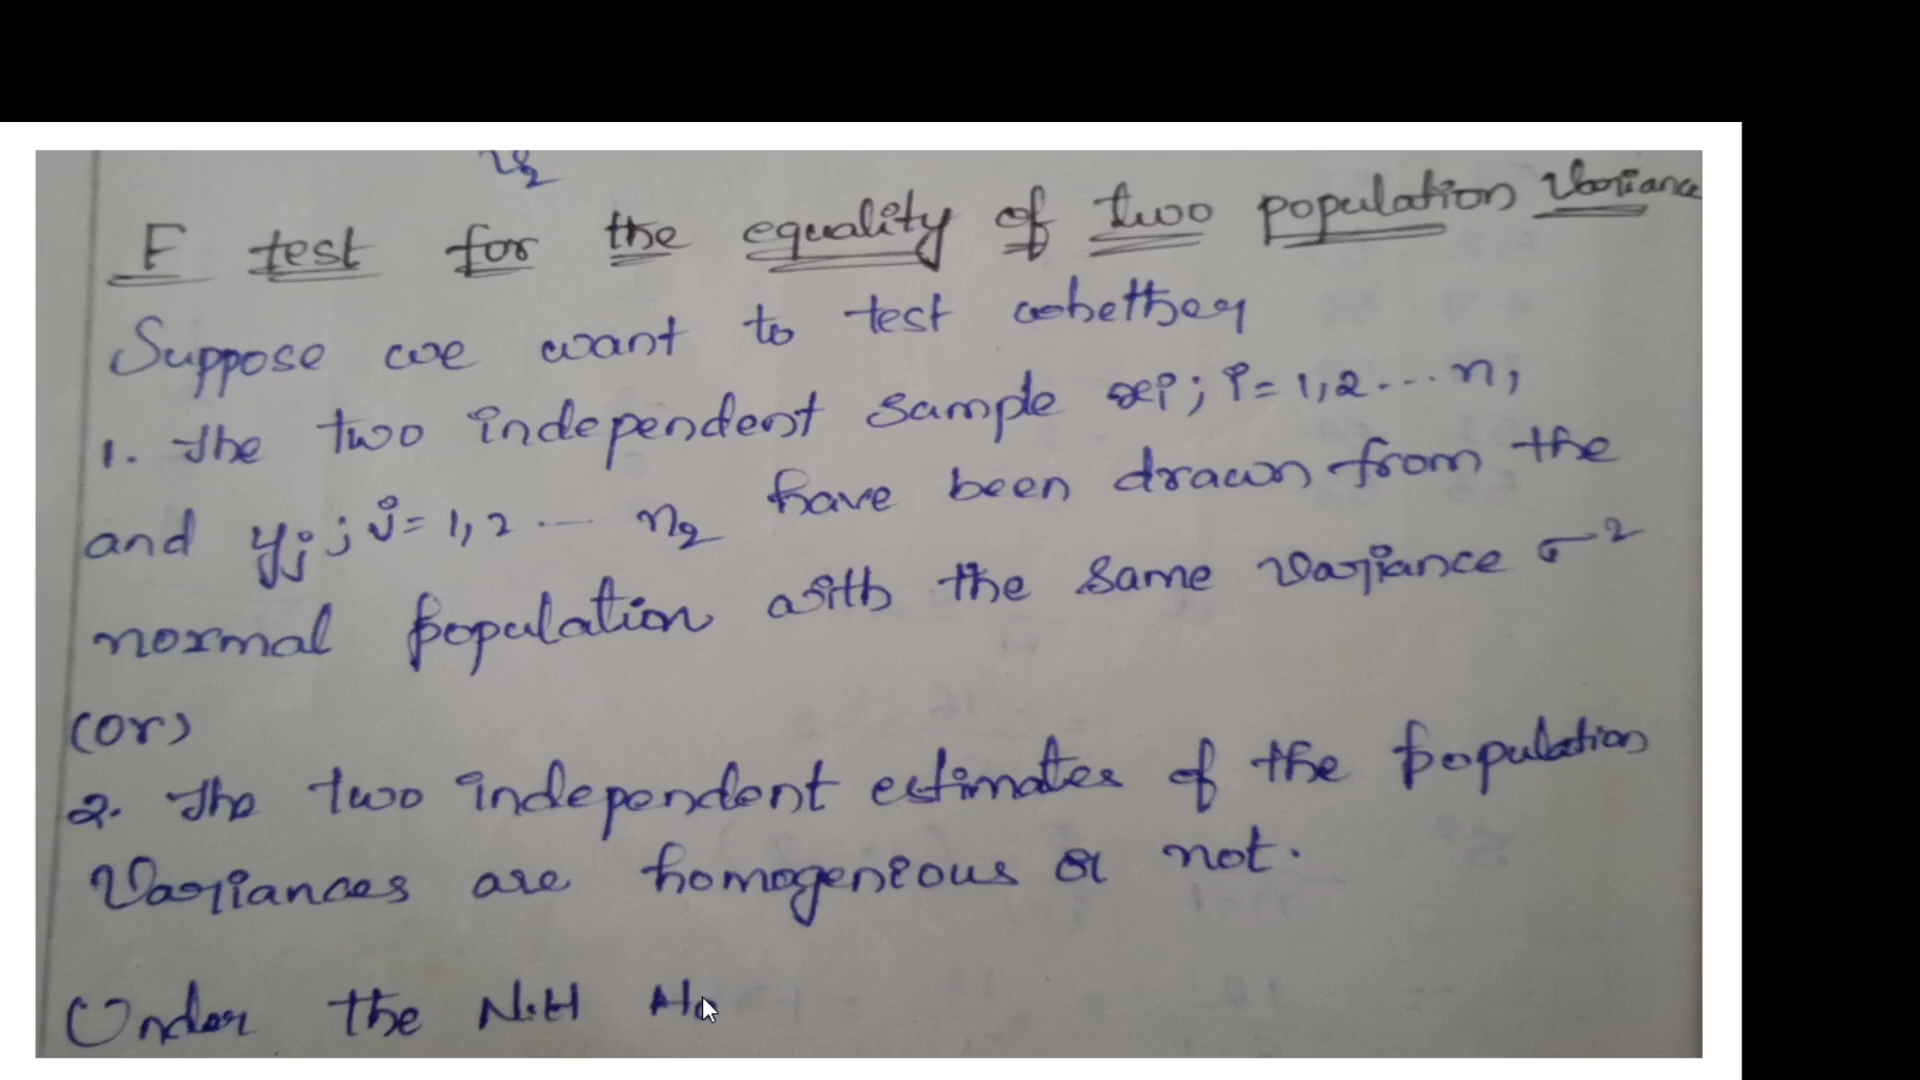 v2
F test for the equality of two population Variance
Suppose we want to test whether
1. The two independent sample xi; i=1,2...n1
and yj; j=1,2 ... n2 have been drawn from the
normal population with the same variance σ²
(or)
2. The two independent estimates of the population
Variances are homogenious or not.
Under the N.H H0